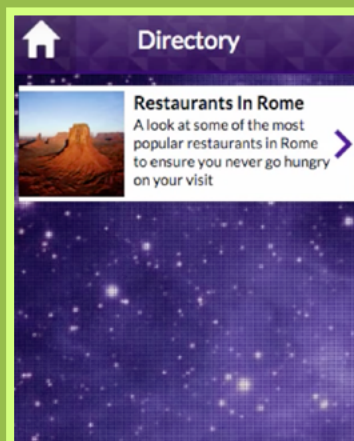 Directory
Restaurants In Rome
A look at some of the most
popular restaurants in Rome
to ensure you never go hungry
on your visit